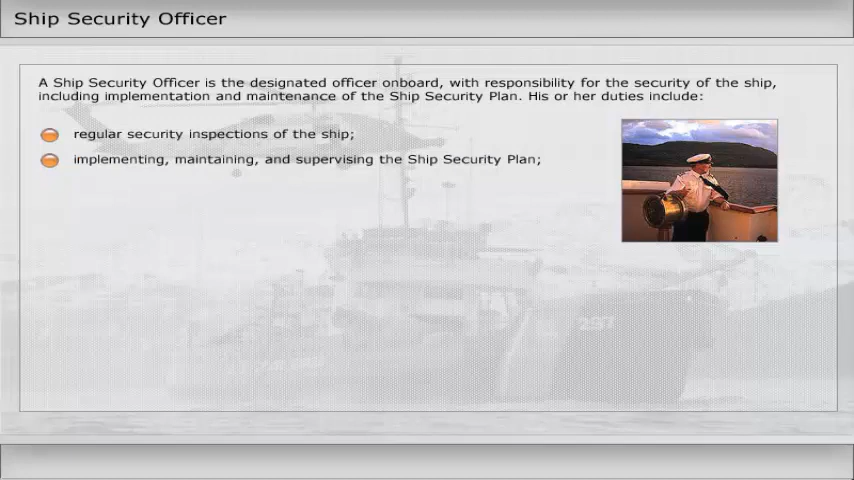 Ship Security Officer
A Ship Security Officer is the designated officer onboard, with responsibility for the security of the ship,
including implementation and maintenance of the Ship Security Plan. His or her duties include:
regular security inspections of the ship;
implementing, maintaining, and supervising the Ship Security Plan;
297